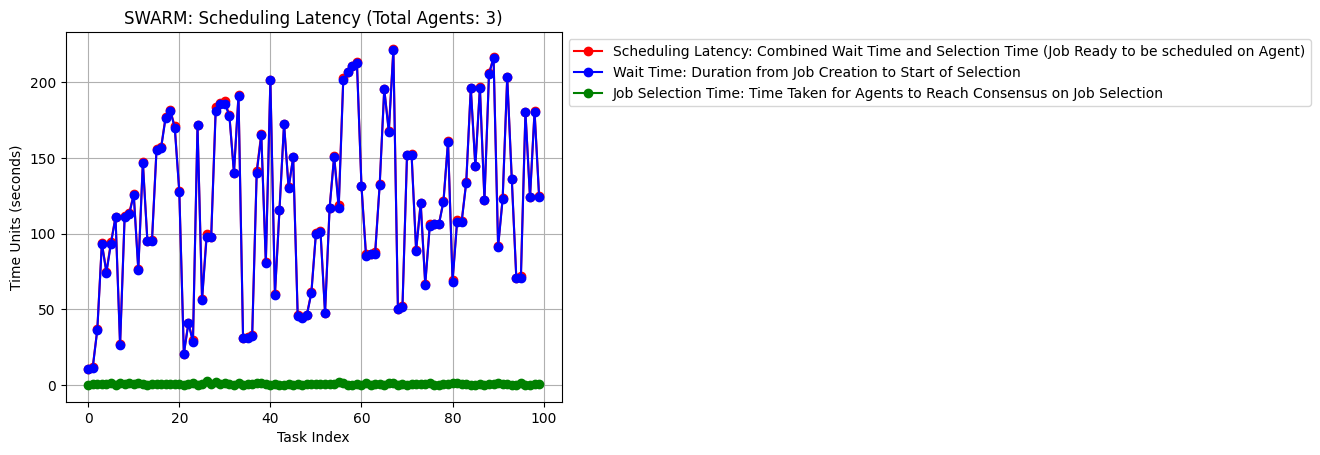 SWARM: Scheduling Latency (Total Agents: 3)
Scheduling Latency: Combined Wait Time and Selection Time (Job Ready to be scheduled on Agent)
Wait Time: Duration from Job Creation to Start of Selection
Job Selection Time: Time Taken for Agents to Reach Consensus on Job Selection
Time Units (seconds)
200
150
100
50
0
0 20 40 60 80 100
Task Index